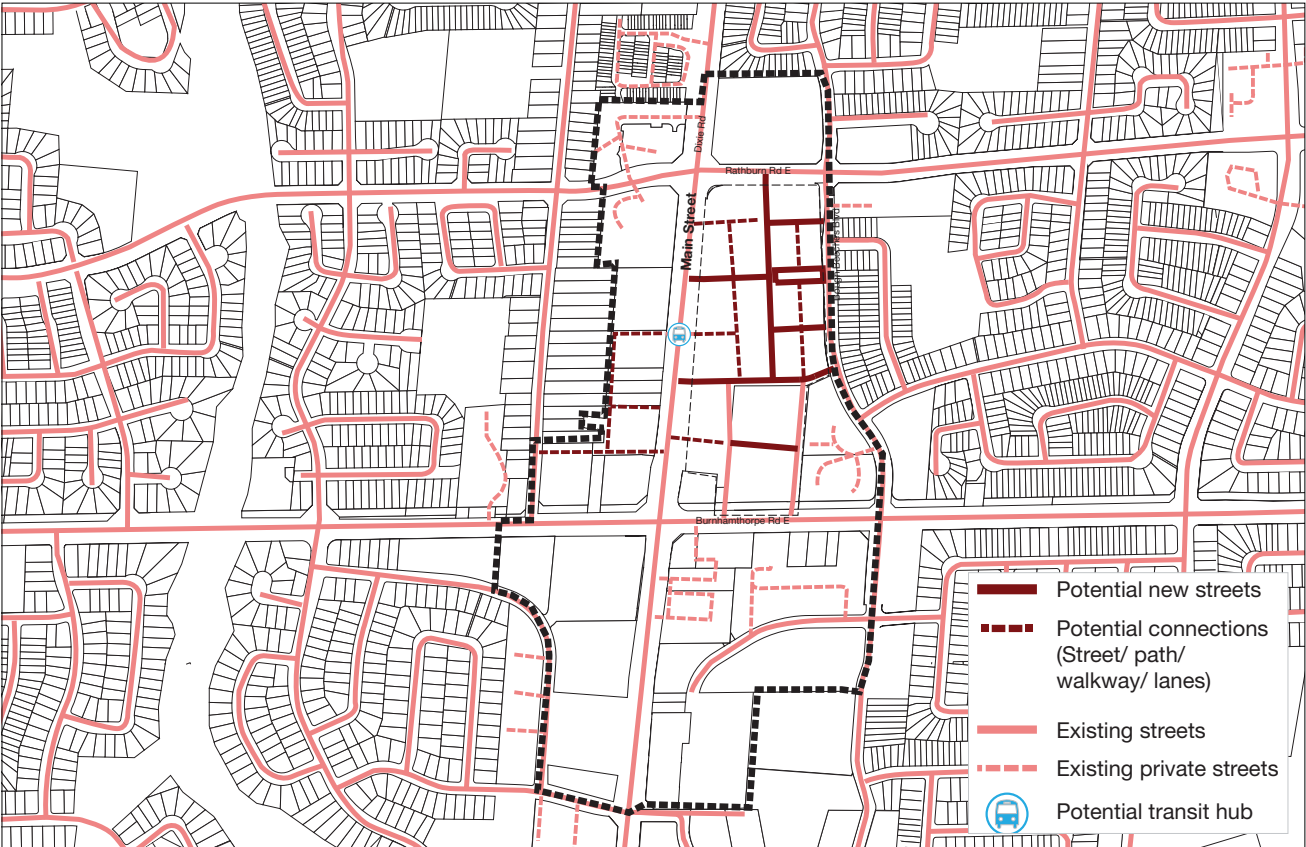 Dixie Rd
Rathburn Rd E
Main Street
Blvd
Burnhamthorpe Rd E
Potential new streets
Potential connections
(Street/ path/
walkway/ lanes)
Existing streets
Existing private streets
Potential transit hub